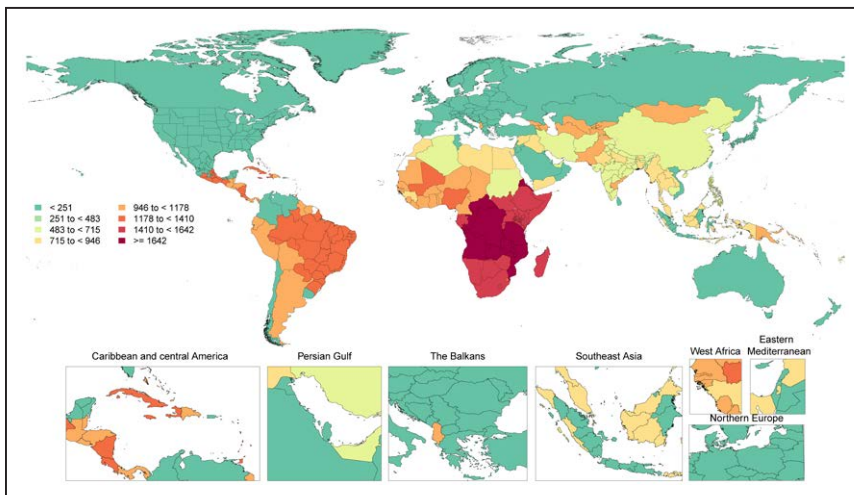 < 251
251 to < 483
483 to < 715
715 to < 946
946 to < 1178
1178 to < 1410
1410 to < 1642
>= 1642
Caribbean and central America
Persian Gulf
The Balkans
Southeast Asia
West Africa
Eastern
Mediterranean
Northern Europe